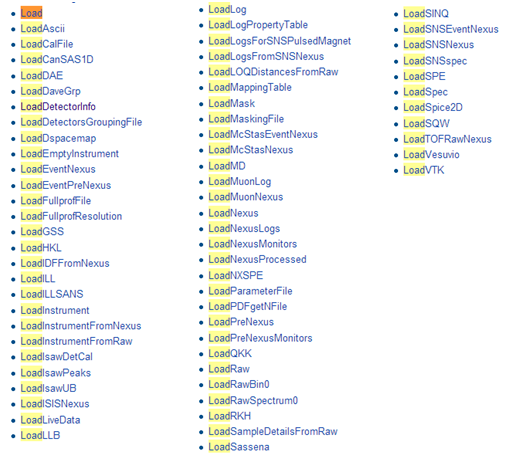 Load
LoadAscii
LoadCalFile
LoadCanSAS1D
LoadDAE
LoadDaveGrp
LoadDetectorInfo
LoadDetectorsGroupingFile
LoadDspacemap
LoadEmptyInstrument
LoadEventNexus
LoadEventPreNexus
LoadFullprofFile
LoadFullprofResolution
LoadGSS
LoadHKL
LoadIDFFromNexus
LoadILL
LoadILLSANS
LoadInstrument
LoadInstrumentFromNexus
LoadInstrumentFromRaw
LoadIsawDetCal
LoadIsawPeaks
LoadIsawUB
LoadISISNexus
LoadLiveData
LoadLLB
LoadLog
LoadLogPropertyTable
LoadLogsForSNSPulsedMagnet
LoadLogsFromSNSNexus
LoadLOQDistancesFromRaw
LoadMappingTable
LoadMask
LoadMaskingFile
LoadMcStasEventNexus
LoadMcStasNexus
LoadMD
LoadMuonLog
LoadMuonNexus
LoadNexus
LoadNexusLogs
LoadNexusMonitors
LoadNexusProcessed
LoadNXSPE
LoadParameterFile
LoadPDFgetNFile
LoadPreNexus
LoadPreNexusMonitors
LoadQKK
LoadRaw
LoadRawBin0
LoadRawSpectrum0
LoadRKH
LoadSampleDetailsFromRaw
LoadSassena
LoadSINQ
LoadSNSEventNexus
LoadSNSNexus
LoadSNSspec
LoadSPE
LoadSpec
LoadSpice2D
LoadSQW
LoadTOFRawNexus
LoadVesuvio
LoadVTK